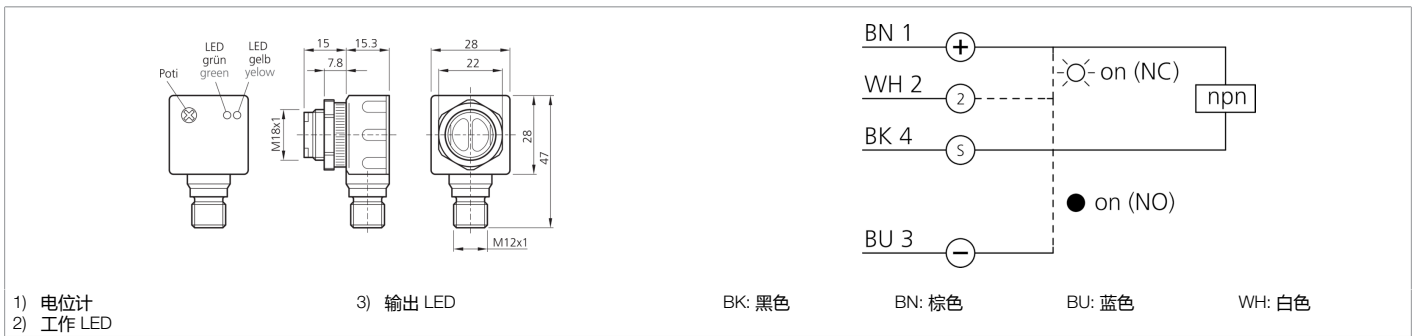 LED
grün
green
LED
gelb
yelow
Poti
15
15.3
7.8
M18x1
28
22
28
47
M12x1
BN 1
+
on (NC)
WH 2
2
npn
BK 4
S
on (NO)
BU 3
−
1) 电位计
3) 输出 LED
BK: 黑色
BN: 棕色
BU: 蓝色
WH: 白色
2) 工作 LED